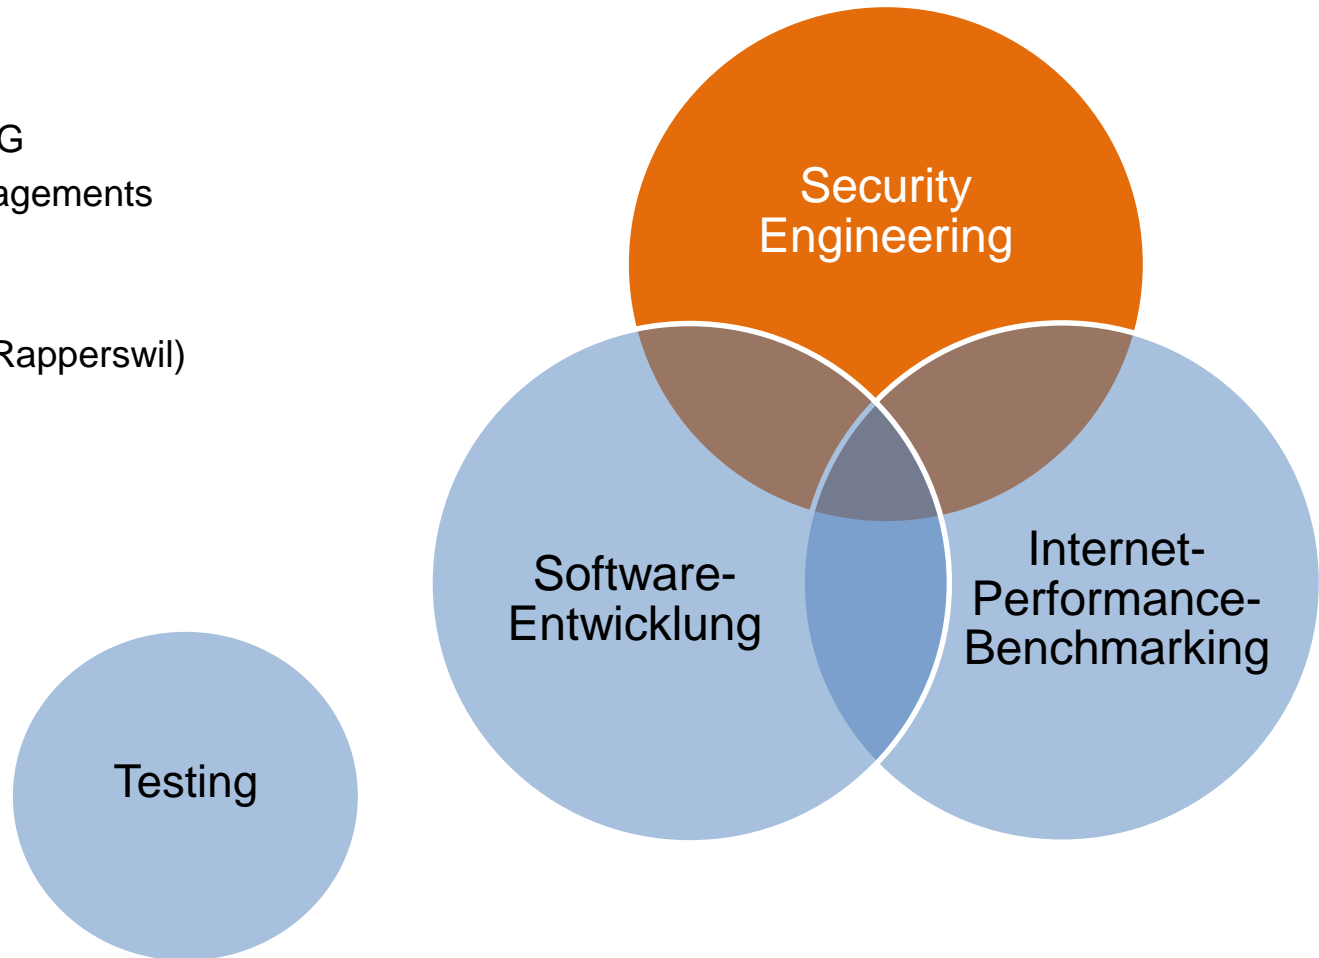 G
agements
Rapperswil)
Security
Engineering
Software-
Entwicklung
Internet-
Performance-
Benchmarking
Testing